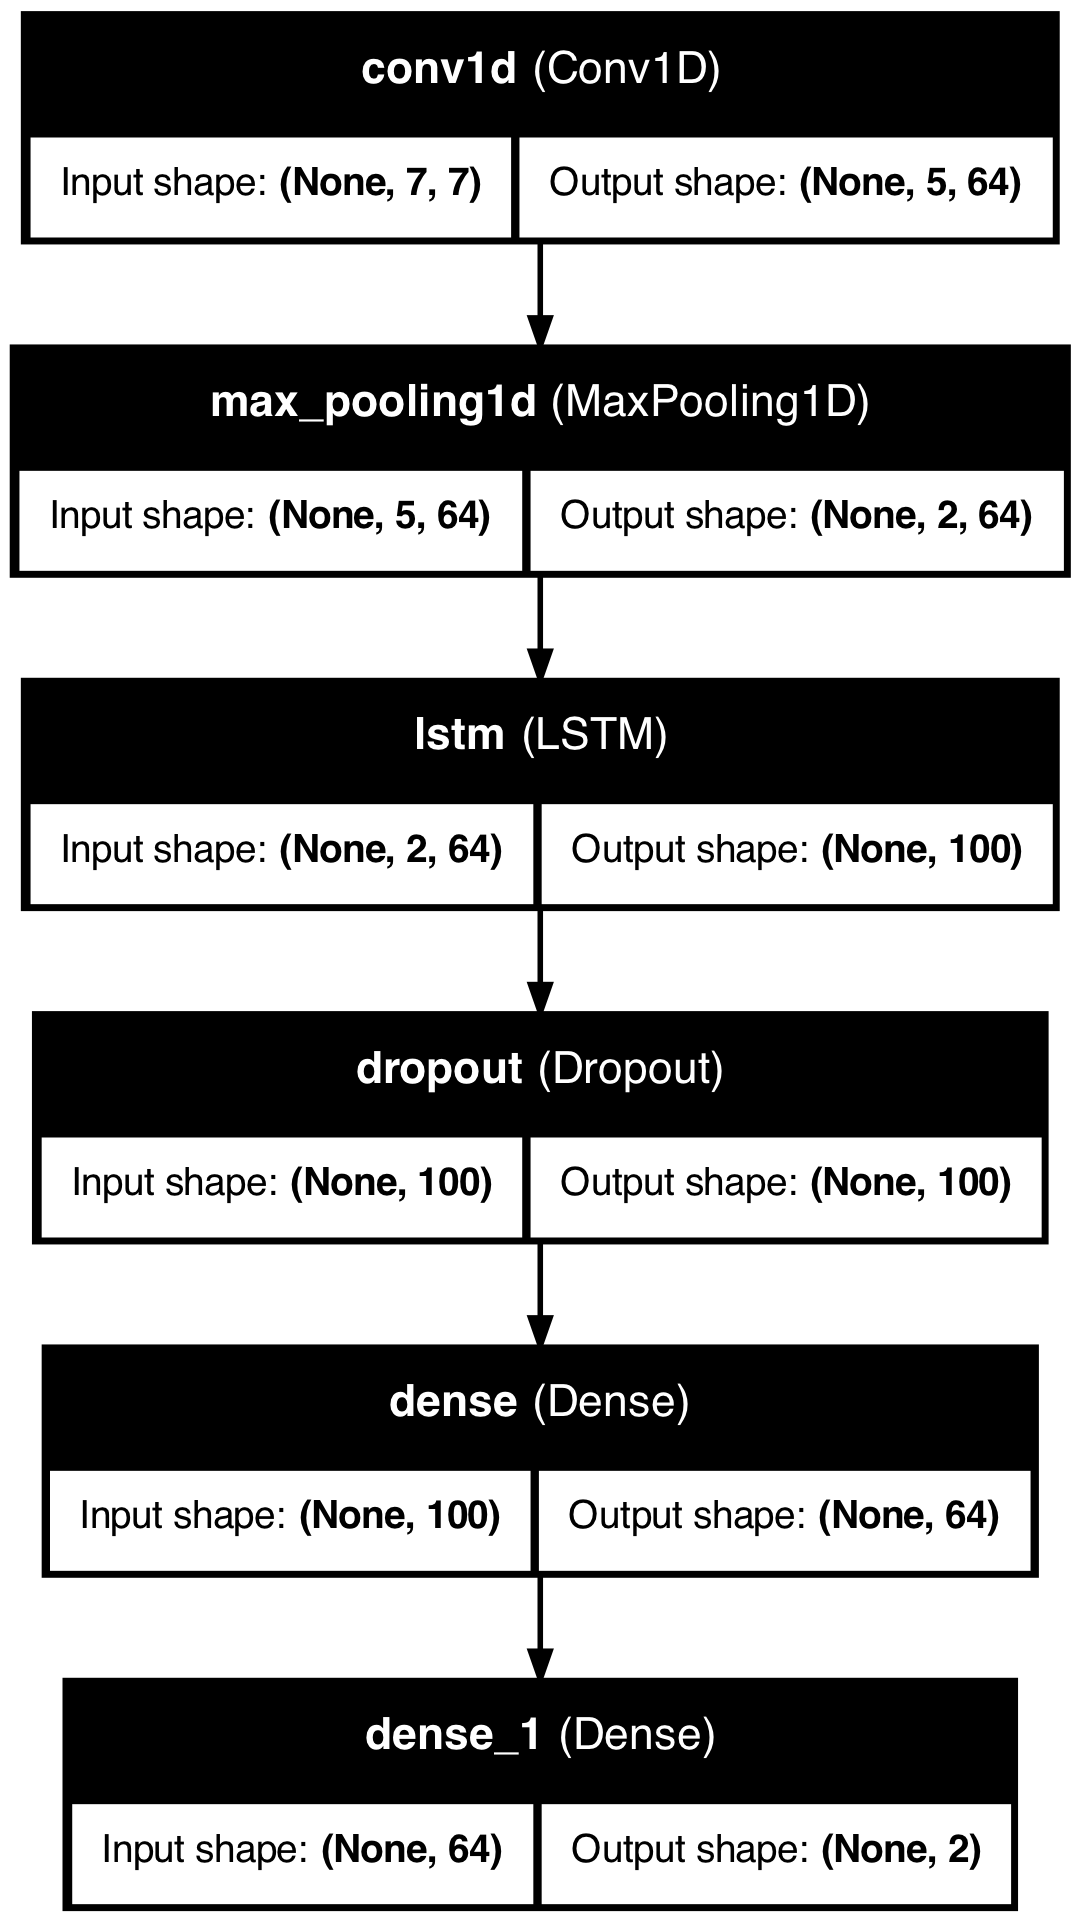 conv1d (Conv1D)
Input shape: (None, 7, 7) Output shape: (None, 5, 64)
max_pooling1d (MaxPooling1D)
Input shape: (None, 5, 64) Output shape: (None, 2, 64)
lstm (LSTM)
Input shape: (None, 2, 64) Output shape: (None, 100)
dropout (Dropout)
Input shape: (None, 100) Output shape: (None, 100)
dense (Dense)
Input shape: (None, 100) Output shape: (None, 64)
dense_1 (Dense)
Input shape: (None, 64) Output shape: (None, 2)